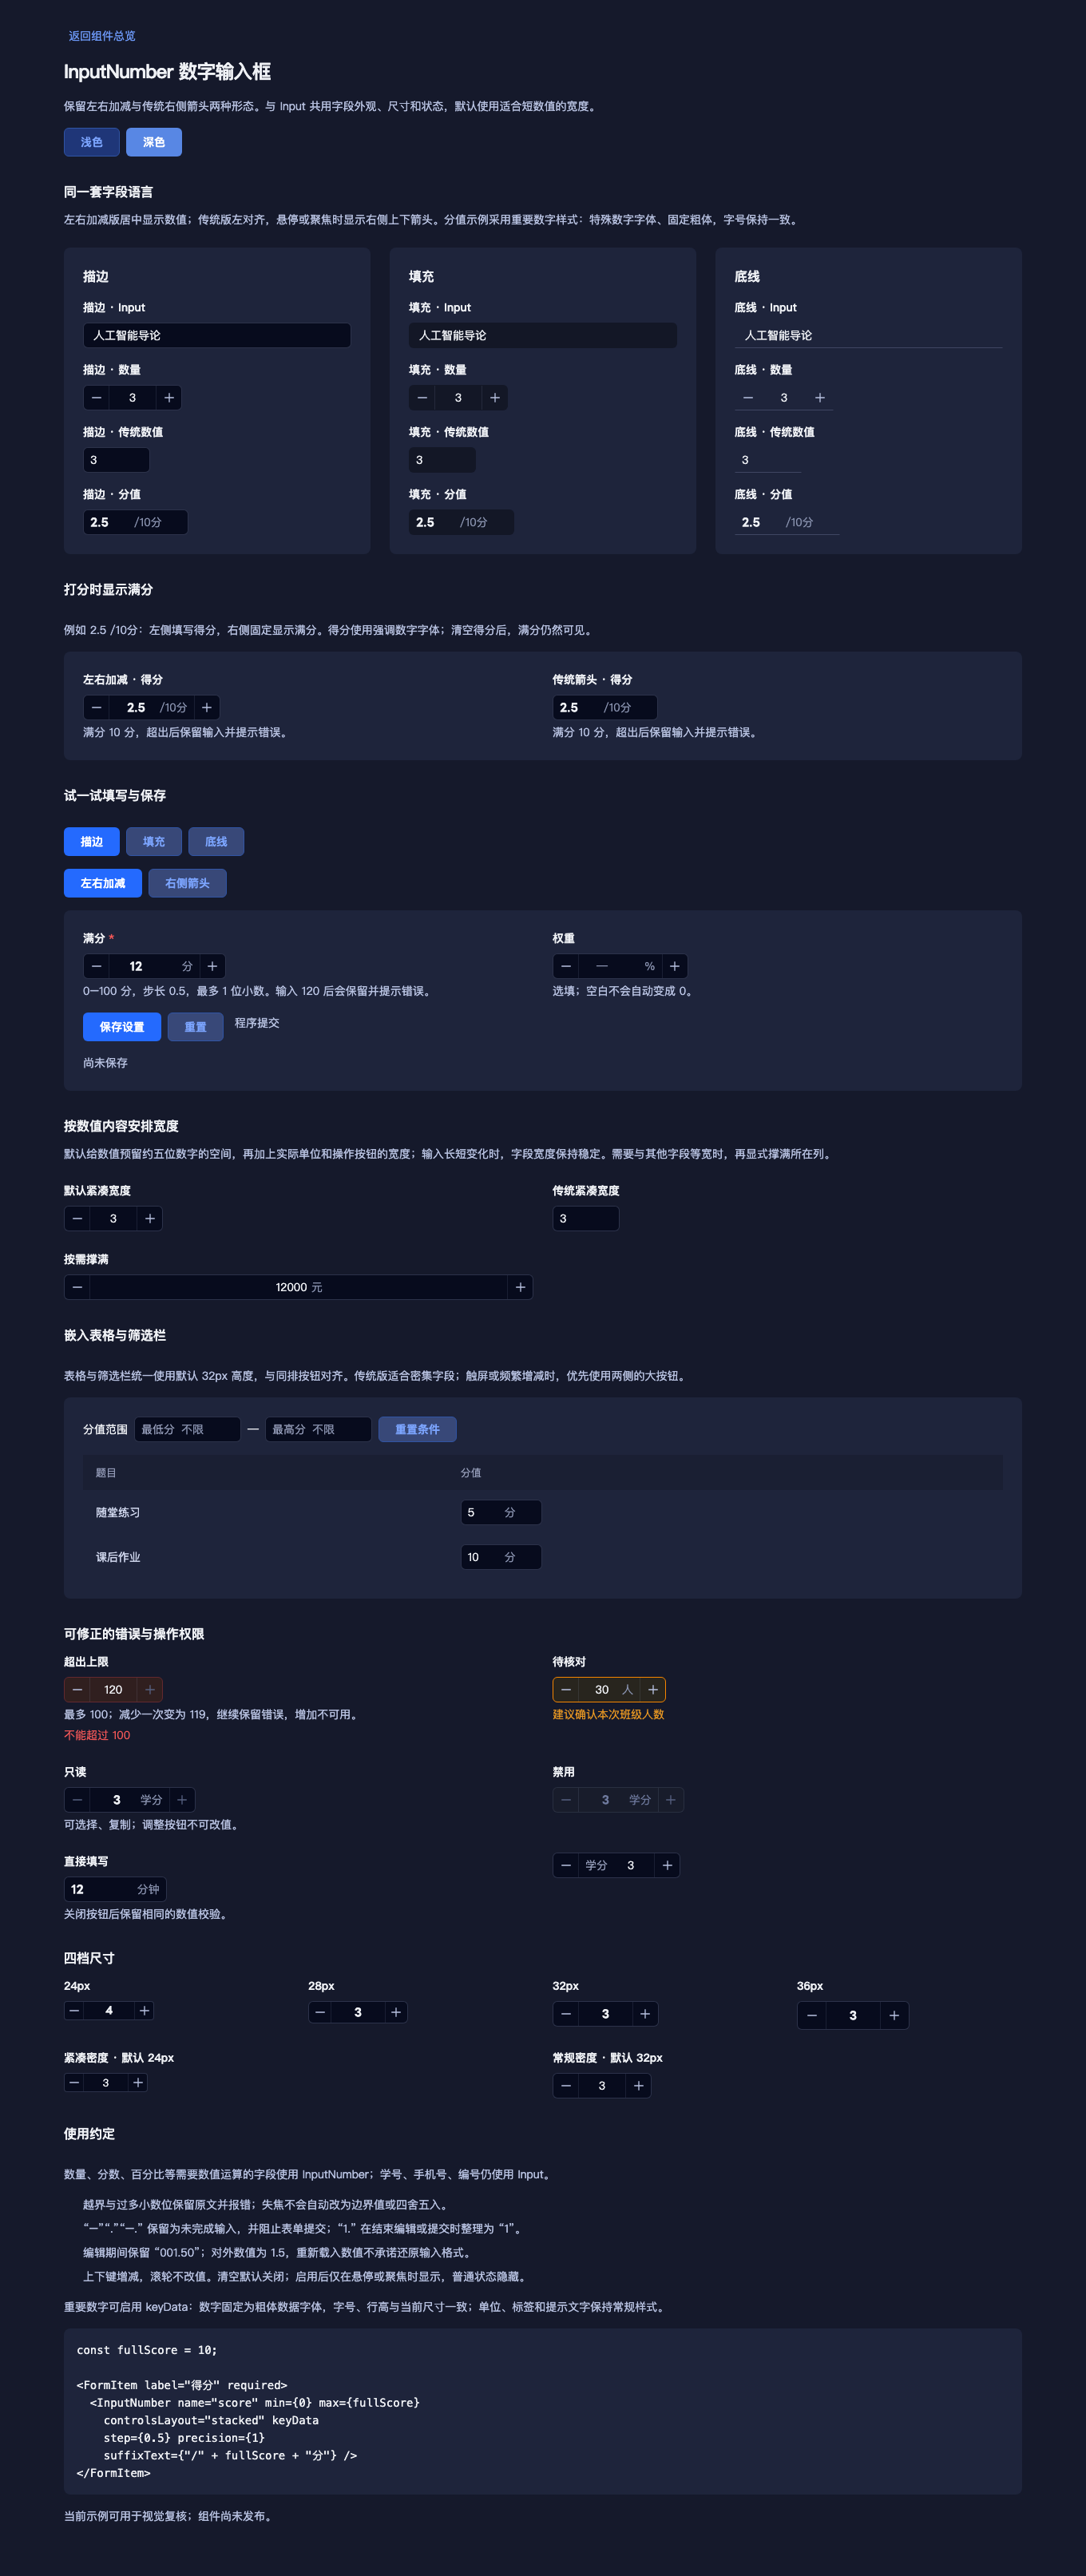 返回组件总览
InputNumber 数字输入框
保留左右加减与传统右侧箭头两种形态。与 Input 共用字段外观、尺寸和状态，默认使用适合短数值的宽度。
浅色 深色
同一套字段语言
左右加减版居中显示数值；传统版左对齐，悬停或聚焦时显示右侧上下箭头。分值示例采用重要数字样式：特殊数字字体、固定粗体，字号保持一致。
描边
描边 · Input
人工智能导论
描边 · 数量
− 3 +
描边 · 传统数值
3
描边 · 分值
2.5 /10分
填充
填充 · Input
人工智能导论
填充 · 数量
− 3 +
填充 · 传统数值
3
填充 · 分值
2.5 /10分
底线
底线 · Input
人工智能导论
底线 · 数量
− 3 +
底线 · 传统数值
3
底线 · 分值
2.5 /10分
打分时显示满分
例如 2.5 /10分：左侧填写得分，右侧固定显示满分。得分使用强调数字字体；清空得分后，满分仍然可见。
左右加减 · 得分
− 2.5 /10分 +
满分 10 分，超出后保留输入并提示错误。
传统箭头 · 得分
2.5 /10分
满分 10 分，超出后保留输入并提示错误。
试一试填写与保存
描边 填充 底线
左右加减 右侧箭头
满分 *
− 12 分 +
0—100 分，步长 0.5，最多 1 位小数。输入 120 后会保留并提示错误。
权重
− — % +
选填；空白不会自动变成 0。
保存设置 重置 程序提交
尚未保存
按数值内容安排宽度
默认给数值预留约五位数字的空间，再加上实际单位和操作按钮的宽度；输入长短变化时，字段宽度保持稳定。需要与其他字段等宽时，再显式撑满所在列。
默认紧凑宽度
− 3 +
传统紧凑宽度
3
按需撑满
− 12000 元 +
嵌入表格与筛选栏
表格与筛选栏统一使用默认 32px 高度，与同排按钮对齐。传统版适合密集字段；触屏或频繁增减时，优先使用两侧的大按钮。
分值范围 最低分 不限 — 最高分 不限 重置条件
题目 分值
随堂练习 5 分
课后作业 10 分
可修正的错误与操作权限
超出上限
− 120 +
最多 100；减少一次变为 119，继续保留错误，增加不可用。
不能超过 100
待核对
− 30 人 +
建议确认本次班级人数
只读
− 3 学分 +
可选择、复制；调整按钮不可改值。
禁用
− 3 学分 +
直接填写
12 分钟
关闭按钮后保留相同的数值校验。
− 学分 3 +
四档尺寸
24px
− 4 +
28px
− 3 +
32px
− 3 +
36px
− 3 +
紧凑密度 · 默认 24px
− 3 +
常规密度 · 默认 32px
− 3 +
使用约定
数量、分数、百分比等需要数值运算的字段使用 InputNumber；学号、手机号、编号仍使用 Input。
越界与过多小数位保留原文并报错；失焦不会自动改为边界值或四舍五入。
“−”“.”“−.” 保留为未完成输入，并阻止表单提交；“1.” 在结束编辑或提交时整理为 “1”。
编辑期间保留 “001.50”；对外数值为 1.5，重新载入数值不承诺还原输入格式。
上下键增减，滚轮不改值。清空默认关闭；启用后仅在悬停或聚焦时显示，普通状态隐藏。
重要数字可启用 keyData：数字固定为粗体数据字体，字号、行高与当前尺寸一致；单位、标签和提示文字保持常规样式。
const fullScore = 10;
<FormItem label="得分" required>
<InputNumber name="score" min={0} max={fullScore}
controlsLayout="stacked" keyData
step={0.5} precision={1}
suffixText={"/" + fullScore + "分"} />
</FormItem>
当前示例可用于视觉复核；组件尚未发布。